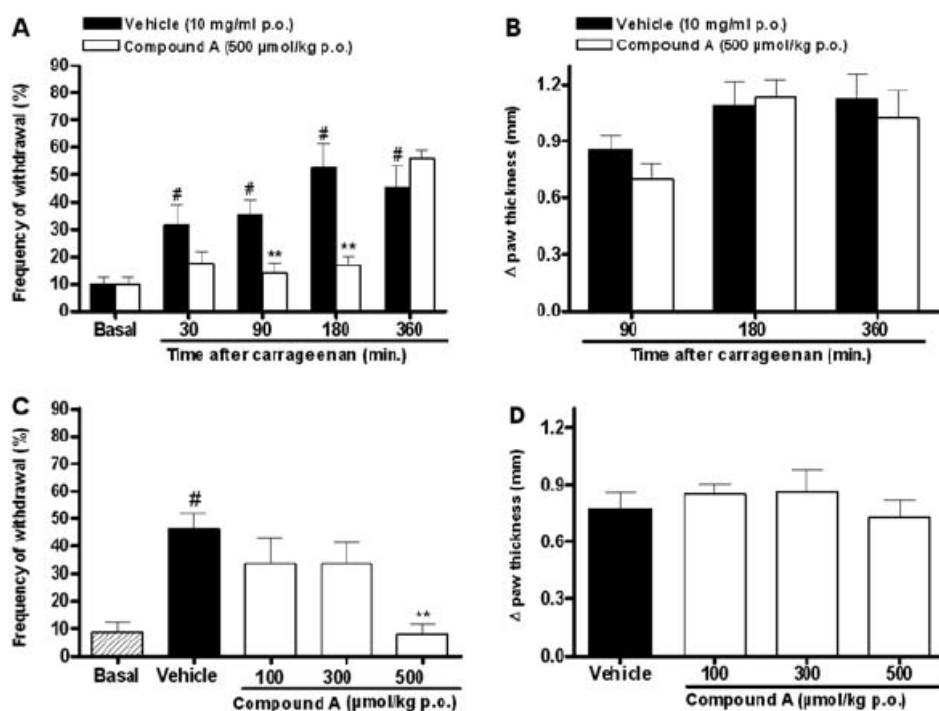 A
Vehicle (10 mg/ml p.o.)
Compound A (500 µmol/kg p.o.)
Frequency of withdrawal (%)
90
80
70
60
50
40
30
20
10
0
#
#
**
#
**
#
Basal
30
90
180
360
Time after carrageenan (min.)
B
Vehicle (10 mg/ml p.o.)
Compound A (500 µmol/kg p.o.)
Δ paw thickness (mm)
1.2
0.9
0.6
0.3
0.0
90
180
360
Time after carrageenan (min.)
C
Frequency of withdrawal (%)
90
80
70
60
50
40
30
20
10
0
#
**
Basal
Vehicle
100
300
500
Compound A (µmol/kg p.o.)
D
Δ paw thickness (mm)
1.2
0.9
0.6
0.3
0.0
Vehicle
100
300
500
Compound A (µmol/kg p.o.)